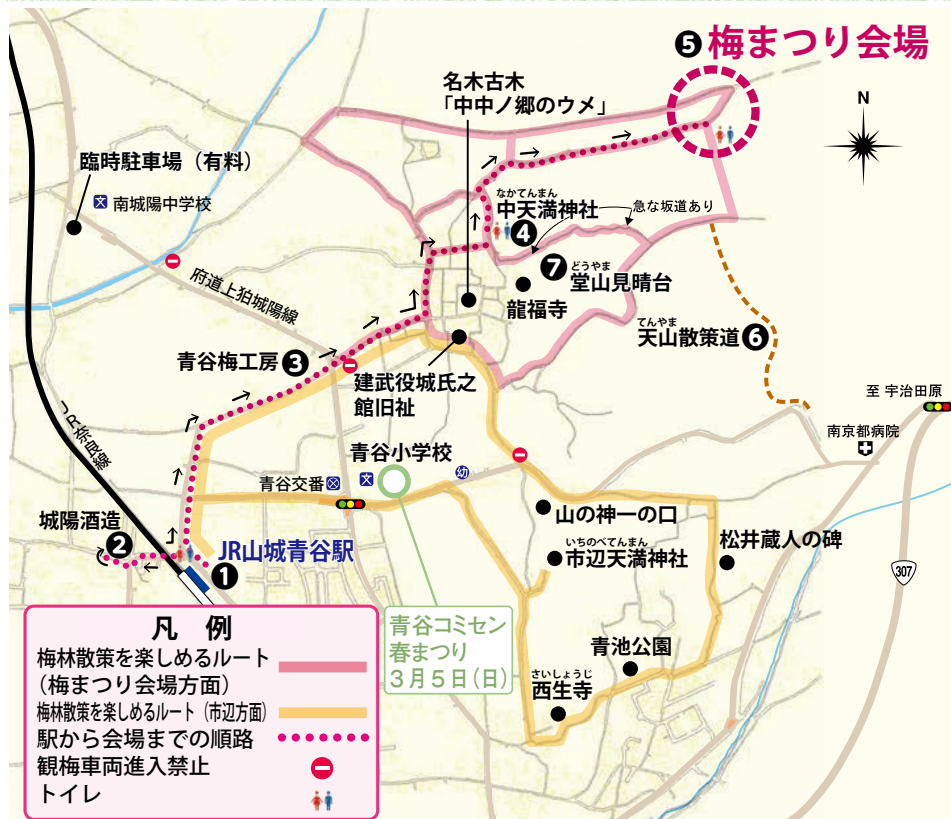 ❺ 梅まつり会場
名木古木
「中中ノ郷のウメ」
N
臨時駐車場（有料）
文 南城陽中学校
なかてんまん
中天満神社
❹
急な坂道あり
❼
どうやま
堂山見晴台
龍福寺
府道上狛城陽線
てんやま
天山散策道 ❻
青谷梅工房 ❸
建武役城氏之
館旧祉
至 宇治田原
JR奈良線
南京都病院
青谷小学校
青谷交番
文
幼
山の神一の口
城陽酒造
❷
JR山城青谷駅
❶
いちのべてんまん
市辺天満神社
松井蔵人の碑
307
青谷コミセン
春まつり
3月5日(日)
青池公園
さいしょうじ
西生寺
凡 例
梅林散策を楽しめるルート
（梅まつり会場方面）
梅林散策を楽しめるルート（市辺方面）
駅から会場までの順路
観梅車両進入禁止
トイレ